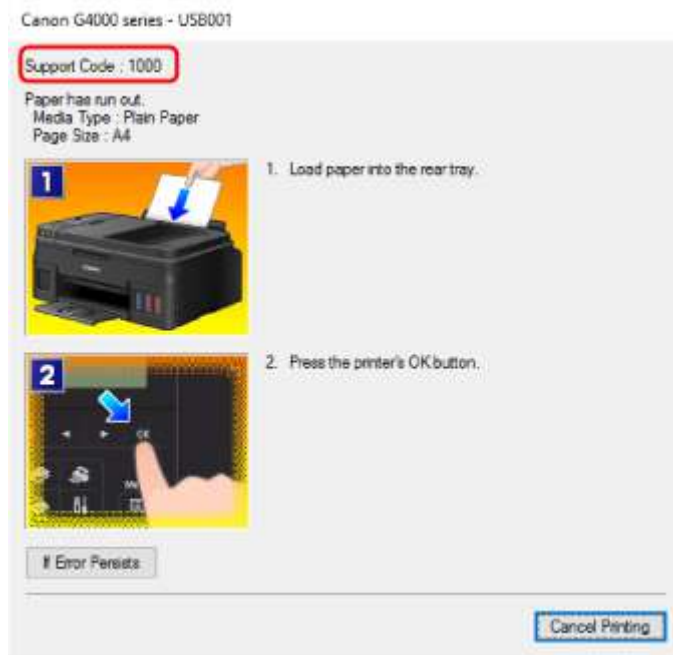 Canon G4000 series - USB001
Support Code : 1000
Paper has run out.
Media Type : Plain Paper
Page Size : A4
1
1. Load paper into the rear tray.
2
2. Press the printer's OK button.
OK
If Error Persists
Cancel Printing